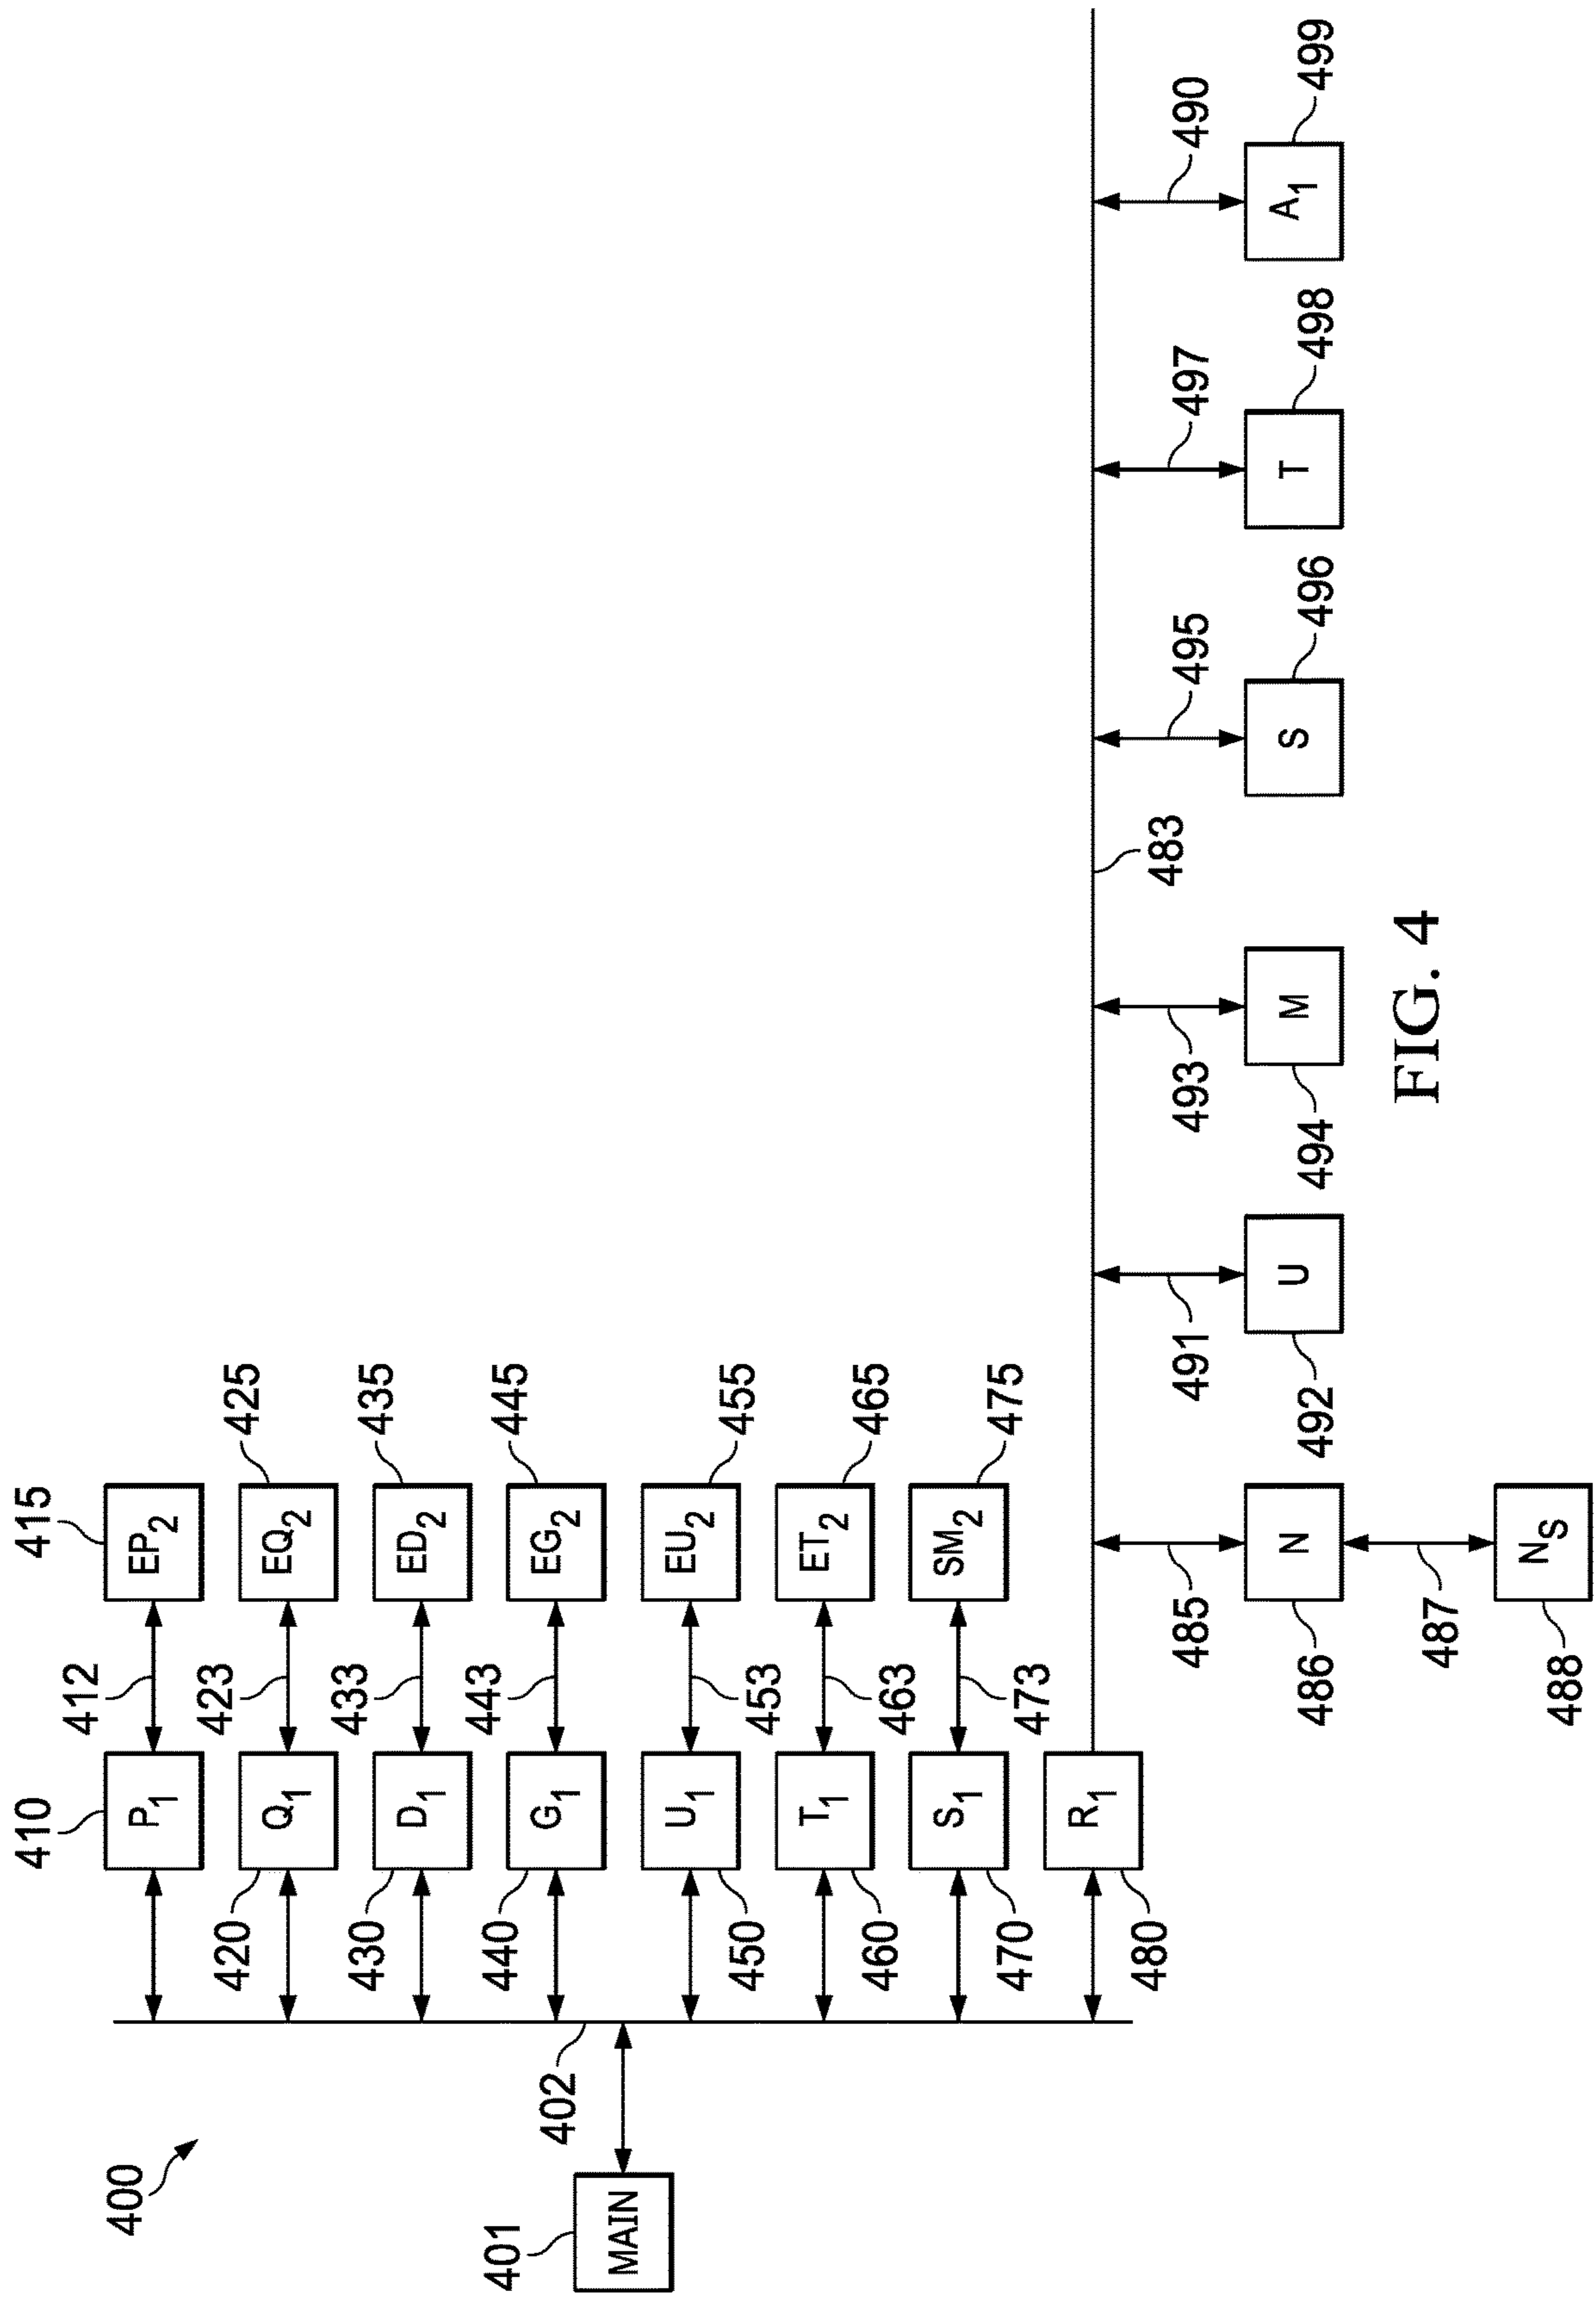 410 415
412
400
P1 EP2
420 423 425
Q1 EQ2
430 433 435
D1 ED2
401 440 443 445
402 G1 EG2
MAIN
U1 EU2
450 453 455
T1 ET2
460 463 465
S1 SM2
470 473 475
R1
480 483
485 491 493 495 497 490
N U M S T A1
486 492 494 496 498 499
FIG. 4
487
NS
488